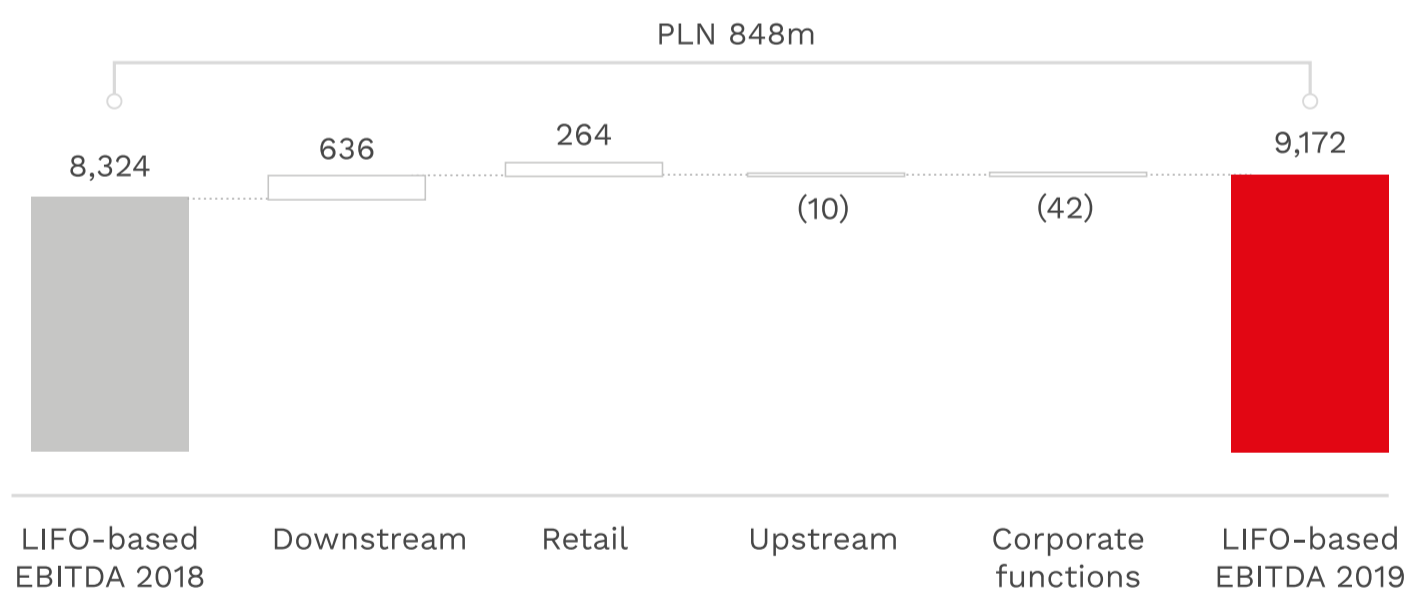 PLN 848m
8,324
636
264
(10)
(42)
9,172
LIFO-based
EBITDA 2018
Downstream
Retail
Upstream
Corporate
functions
LIFO-based
EBITDA 2019